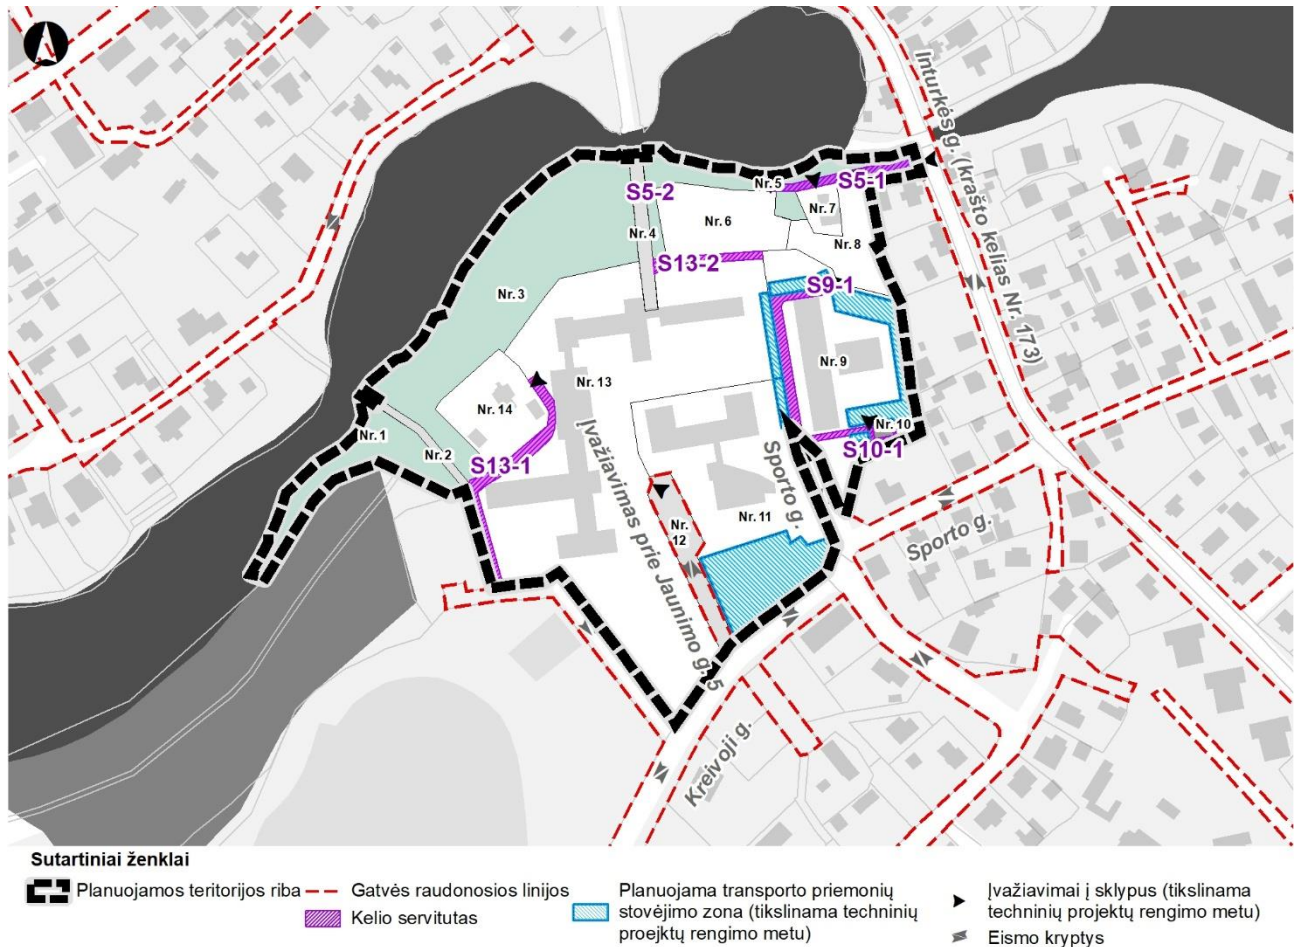 Inturkės g. (krašto kelias Nr. 173)
Nr. 5
S5-1
S5-2
Nr. 7
Nr. 6
Nr. 4
Nr. 8
S13-2
S9-1
Nr. 3
Nr. 9
Nr. 13
Nr. 14
Nr. 10
Nr. 1
Nr. 2
S10-1
S13-1
Įvažiavimas prie Jaunimo g. 5
Sporto g.
Nr. 11
Nr.
12
Sporto g.
Kreivoji g.
Sutartiniai ženklai
Planuojamos teritorijos riba
Gatvės raudonosios linijos
Kelio servitutas
Planuojama transporto priemonių
stovėjimo zona (tikslinama techninių
proejktų rengimo metu)
Įvažiavimai į sklypus (tikslinama
techninių projektų rengimo metu)
Eismo kryptys